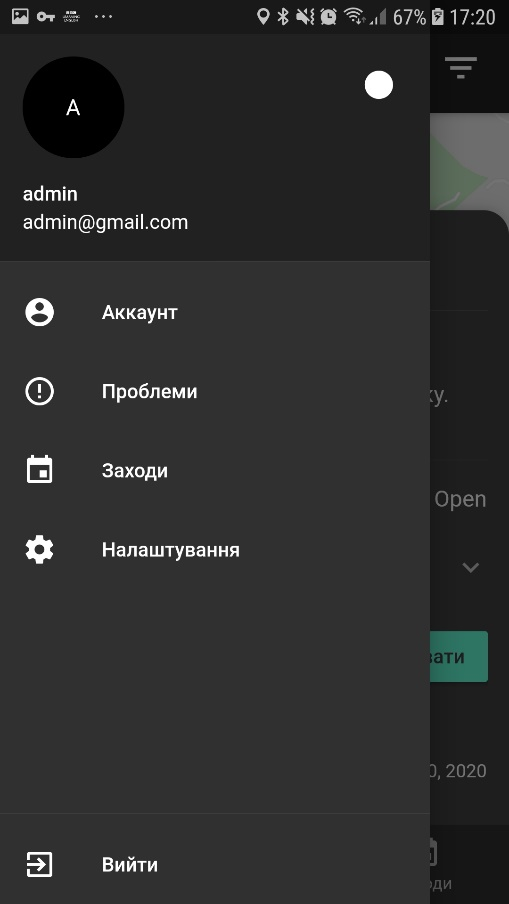 67% 17:20
A
admin
admin@gmail.com
Аккаунт
Проблеми
ку.
Заходи
Open
Налаштування
вати
0, 2020
Вийти
оди